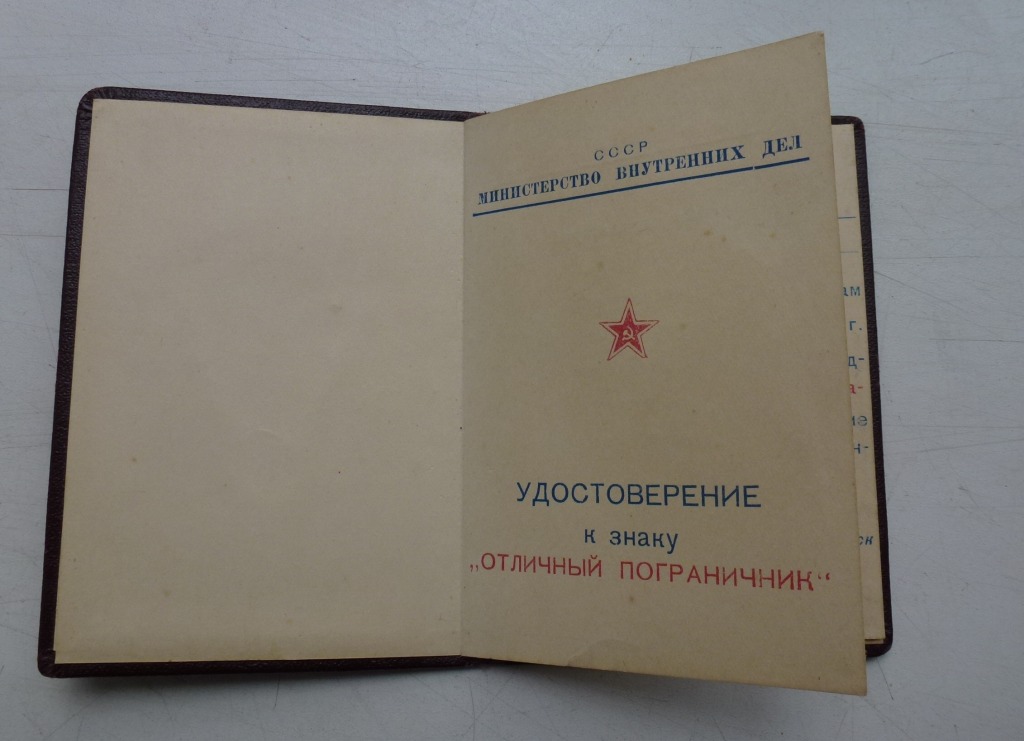 СССР
МИНИСТЕРСТВО ВНУТРЕННИХ ДЕЛ
УДОСТОВЕРЕНИЕ
к знаку
„ОТЛИЧНЫЙ ПОГРАНИЧНИК“
г.